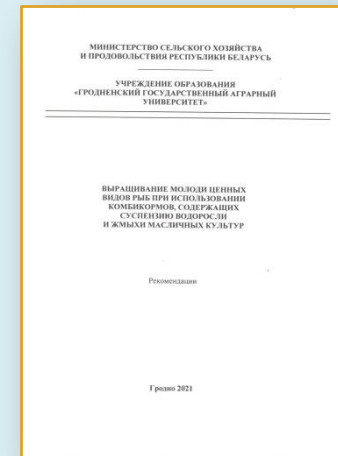 МИНИСТЕРСТВО СЕЛЬСКОГО ХОЗЯЙСТВА
И ПРОДОВОЛЬСТВИЯ РЕСПУБЛИКИ БЕЛАРУСЬ
УЧРЕЖДЕНИЕ ОБРАЗОВАНИЯ
«ГРОДНЕНСКИЙ ГОСУДАРСТВЕННЫЙ АГРАРНЫЙ
УНИВЕРСИТЕТ»
ВЫРАЩИВАНИЕ МОЛОДИ ЦЕННЫХ
ВИДОВ РЫБ ПРИ ИСПОЛЬЗОВАНИИ
КОМБИКОРМОВ, СОДЕРЖАЩИХ
СУСПЕНЗИЮ ВОДОРОСЛИ
И ЖМЫХИ МАСЛИЧНЫХ КУЛЬТУР
Рекомендации
Гродно 2021